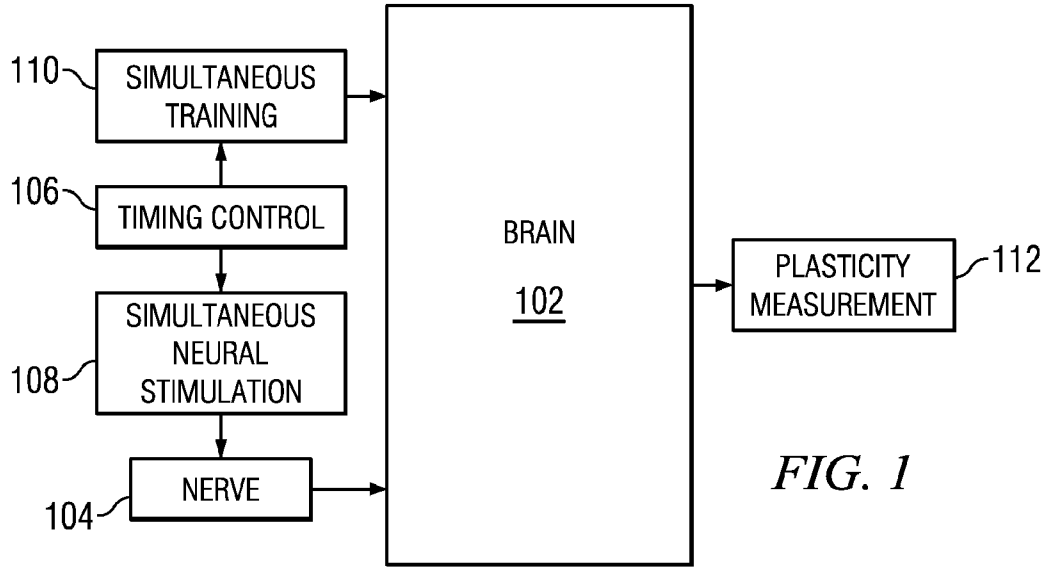 110
SIMULTANEOUS
TRAINING
106
TIMING CONTROL
SIMULTANEOUS
NEURAL
STIMULATION
108
NERVE
104
BRAIN
102
PLASTICITY
MEASUREMENT
112
FIG. 1